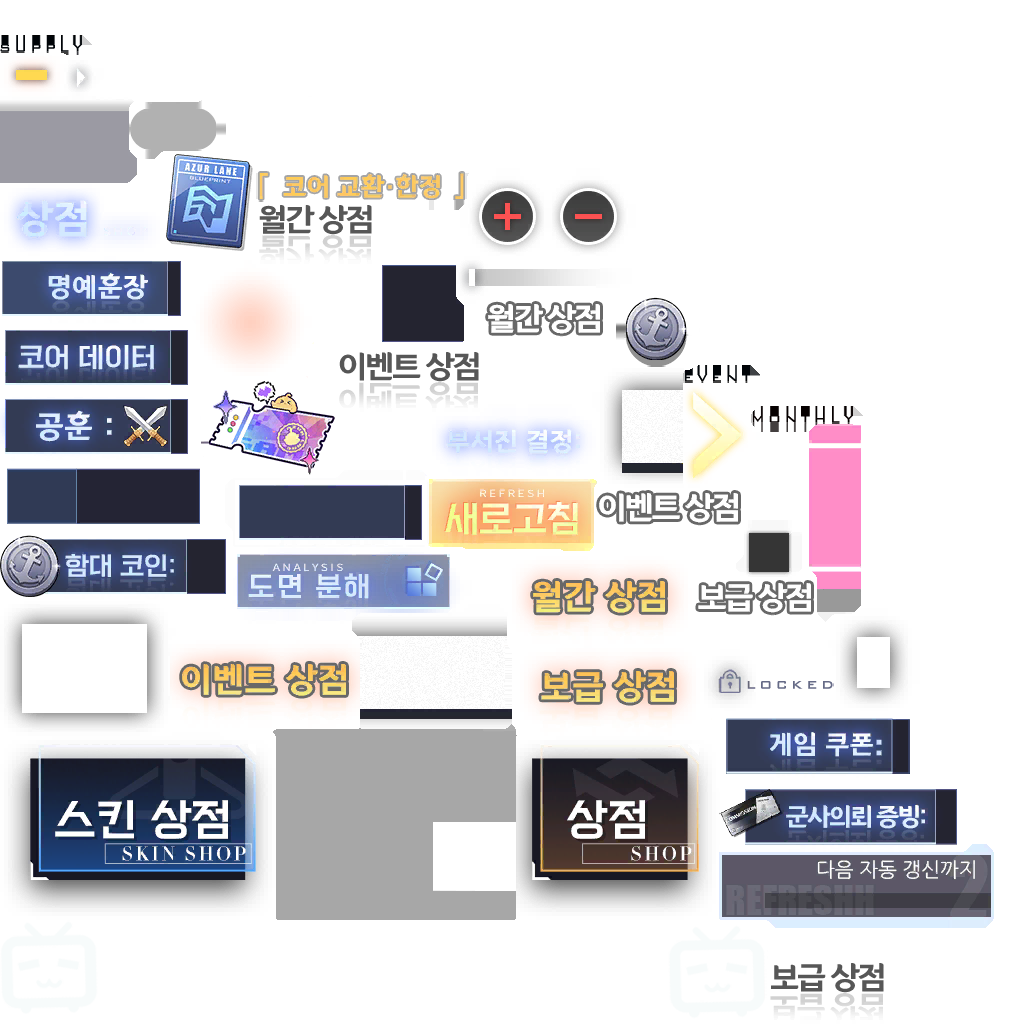 SUPPLY
AZUR LANE
BLUEPRINT
「 코어 교환·한정 」
월간 상점
상점
명예훈장
월간 상점
코어 데이터
이벤트 상점
EVENT
MONTHLY
공훈 :
부서진 결정
REFRESH
새로고침
이벤트 상점
함대 코인:
ANALYSIS
도면 분해
월간 상점
보급 상점
이벤트 상점
보급 상점
LOCKED
게임 쿠폰:
스킨 상점
SKIN SHOP
상점
SHOP
군사의뢰 증빙:
다음 자동 갱신까지
REFRESHH
2
보급 상점